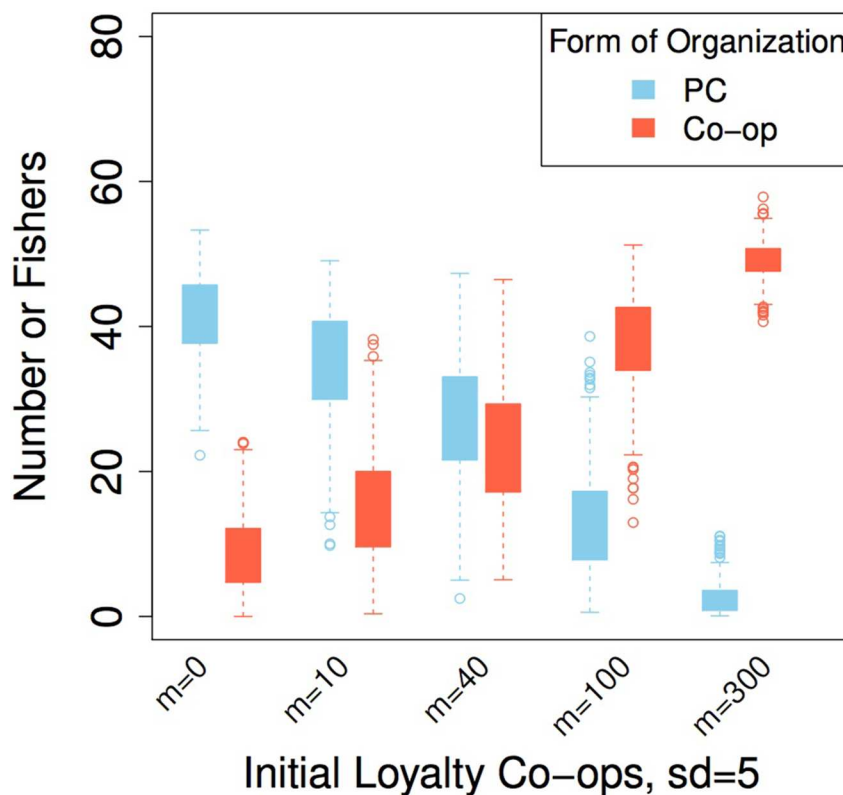 Form of Organization
PC
Co-op
Number or Fishers
80
60
40
20
0
m=0
m=10
m=40
m=100
m=300
Initial Loyalty Co-ops, sd=5